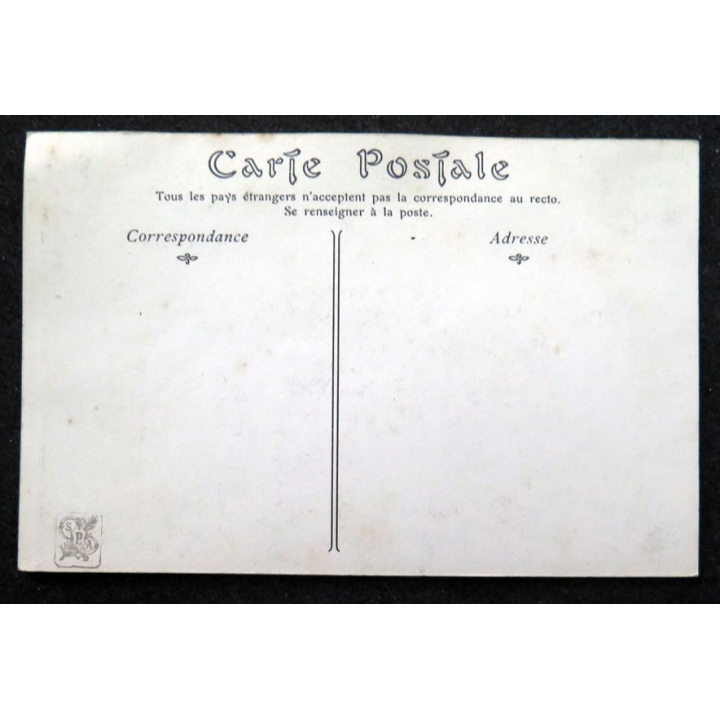 Carte Postale
Tous les pays étrangers n'acceptent pas la correspondance au recto.
Se renseigner à la poste.
Correspondance
Adresse